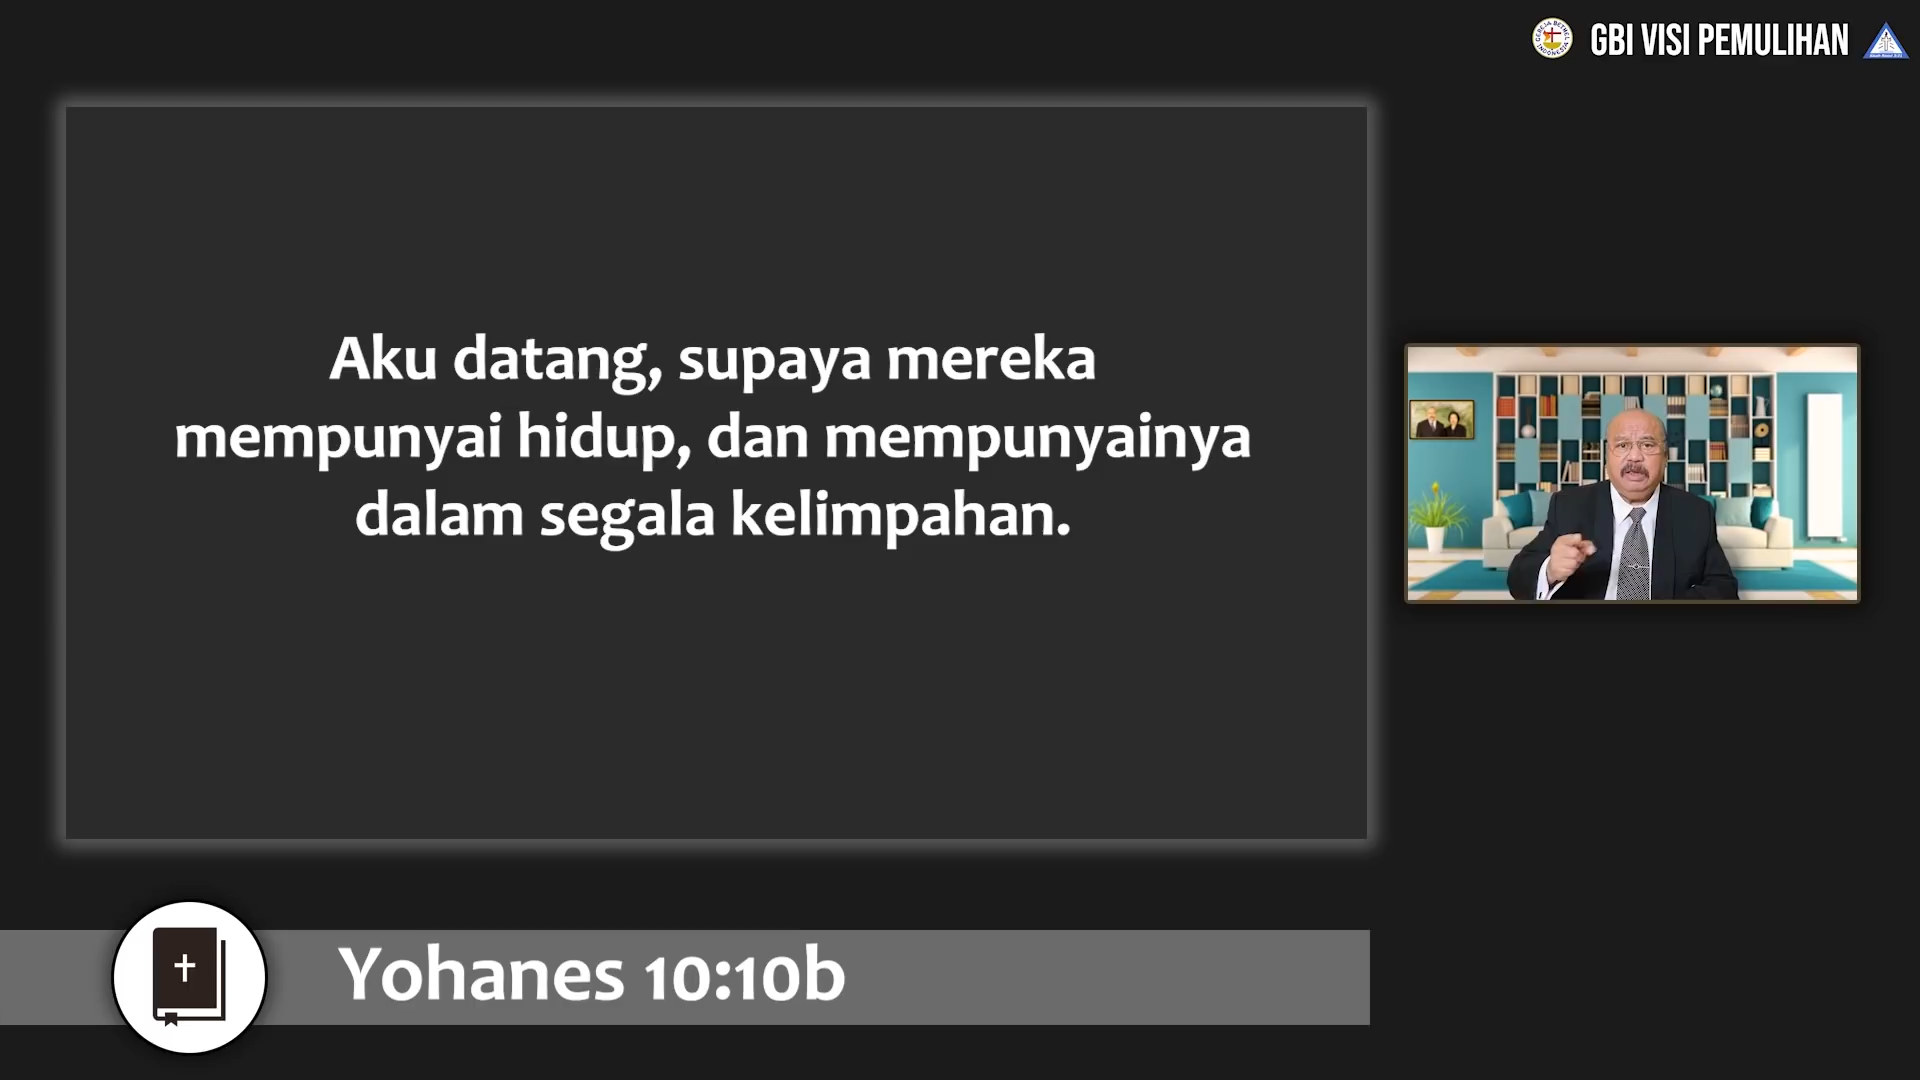 GBI VISI PEMULIHAN
Aku datang, supaya mereka
mempunyai hidup, dan mempunyainya
dalam segala kelimpahan.
Yohanes 10:10b